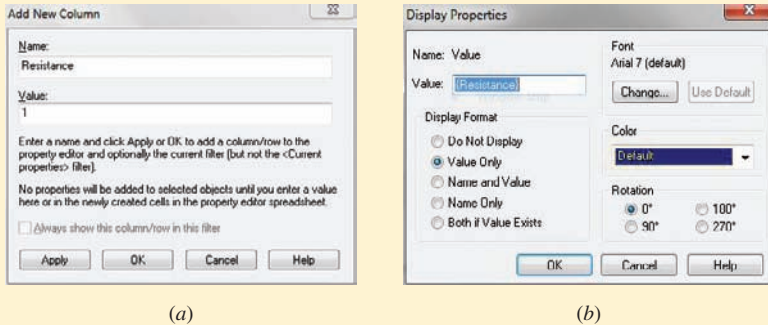 Add New Column
Name:
Resistance
Value:
1
Enter a name and click Apply or OK to add a column/row to the
property editor and optionally the current filter (but not the <Current
properties> filter).
No properties will be added to selected objects until you enter a value
here or in the newly created cells in the property editor spreadsheet.
Always show this column/row in this filter
Apply OK Cancel Help
(a)
Display Properties
Name: Value
Value: {Resistance}
Display Format
Do Not Display
Value Only
Name and Value
Name Only
Both if Value Exists
Font
Arial 7 (default)
Change... Use Default
Color
Default
Rotation
0° 180°
90° 270°
OK Cancel Help
(b)